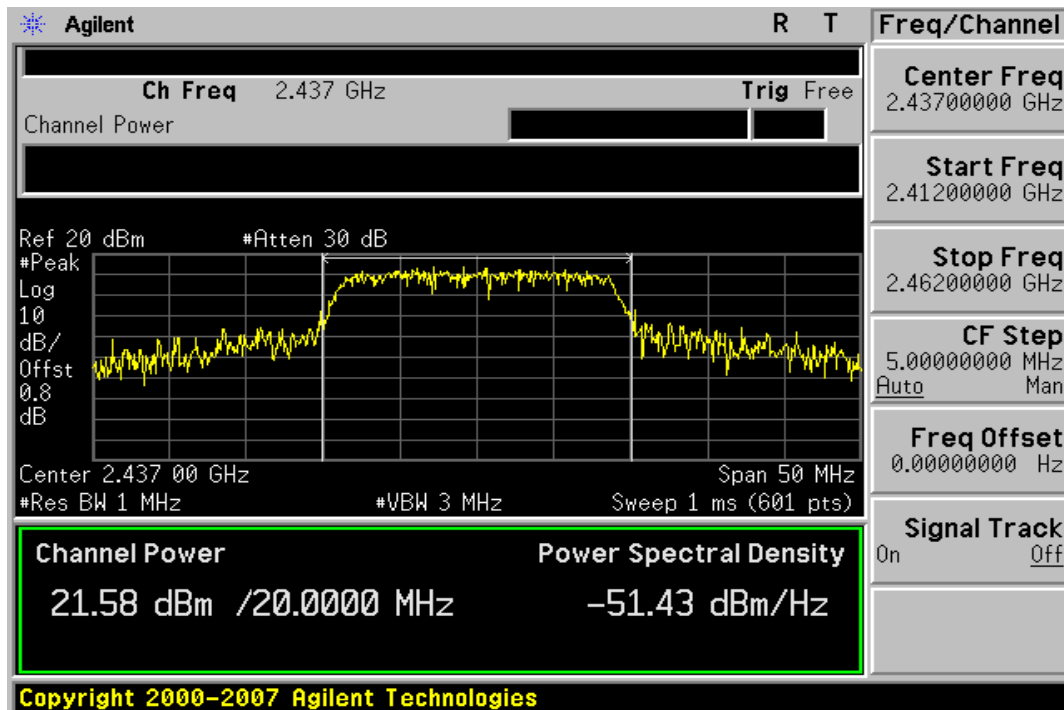 Agilent R T Freq/Channel
Ch Freq 2.437 GHz Trig Free
Channel Power
Center Freq
2.43700000 GHz
Start Freq
2.41200000 GHz
Stop Freq
2.46200000 GHz
CF Step
5.00000000 MHz
Auto Man
Freq Offset
0.00000000 Hz
Signal Track
On Off
Ref 20 dBm #Atten 30 dB
#Peak
Log
10
dB/
Offst
0.8
dB
Center 2.437 00 GHz Span 50 MHz
#Res BW 1 MHz #VBW 3 MHz Sweep 1 ms (601 pts)
Channel Power Power Spectral Density
21.58 dBm /20.0000 MHz -51.43 dBm/Hz
Copyright 2000-2007 Agilent Technologies